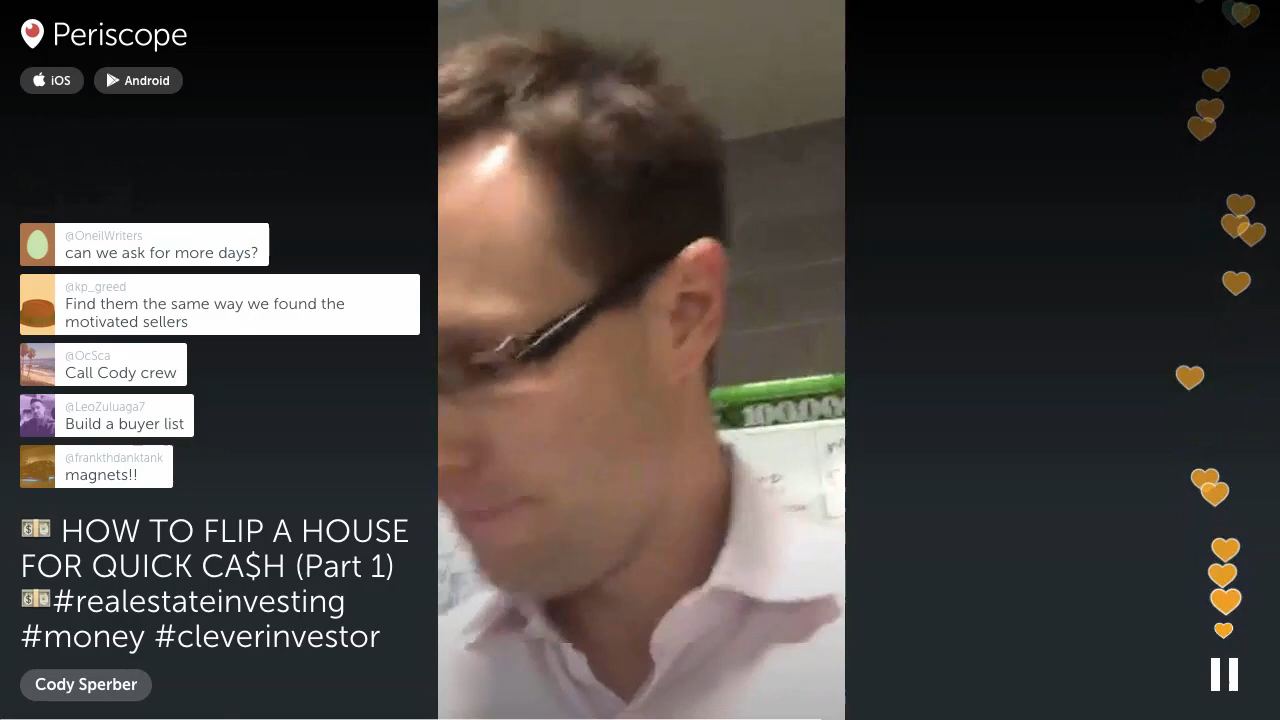 Periscope
iOS
Android
@OneilWriters
can we ask for more days?
@kp_greed
Find them the same way we found the
motivated sellers
@OcSca
Call Cody crew
@LeoZuluaga7
Build a buyer list
@frankthdanktank
magnets!!
💵 HOW TO FLIP A HOUSE
FOR QUICK CA$H (Part 1)
💵#realestateinvesting
#money #cleverinvestor
Cody Sperber
100,000